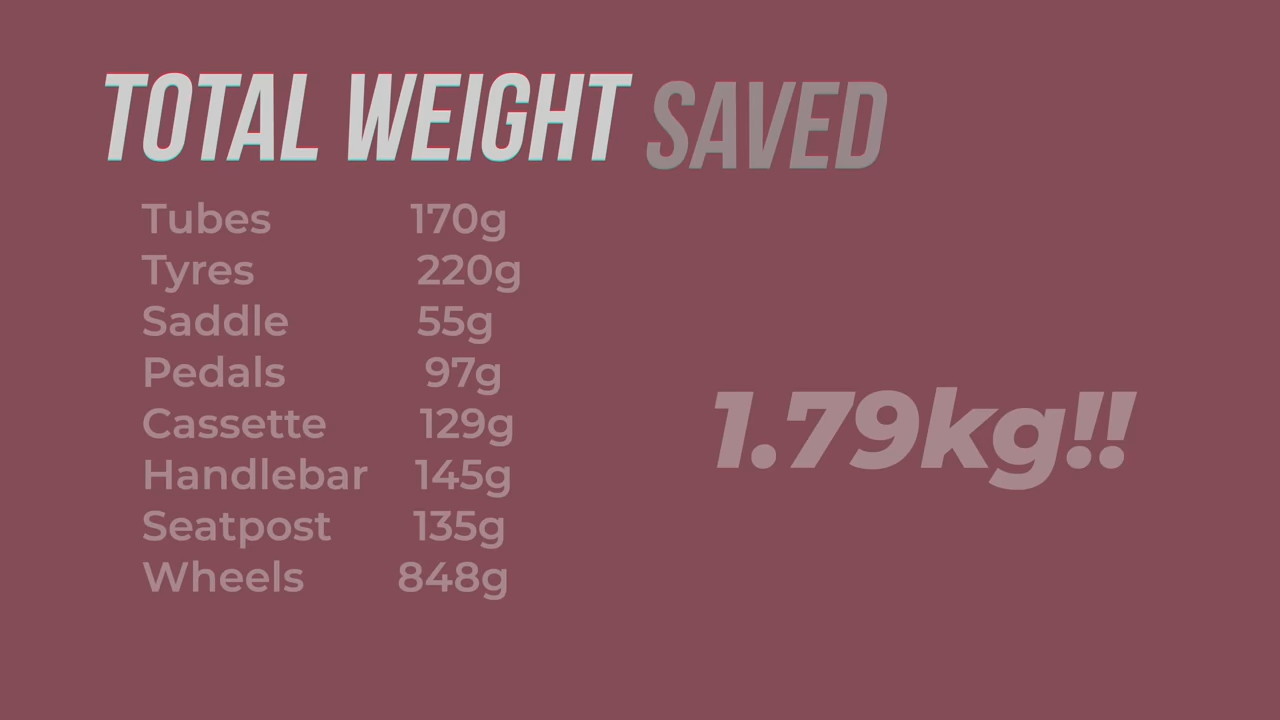 TOTAL WEIGHT SAVED
Tubes 170g
Tyres 220g
Saddle 55g
Pedals 97g
Cassette 129g
Handlebar 145g
Seatpost 135g
Wheels 848g
1.79kg!!